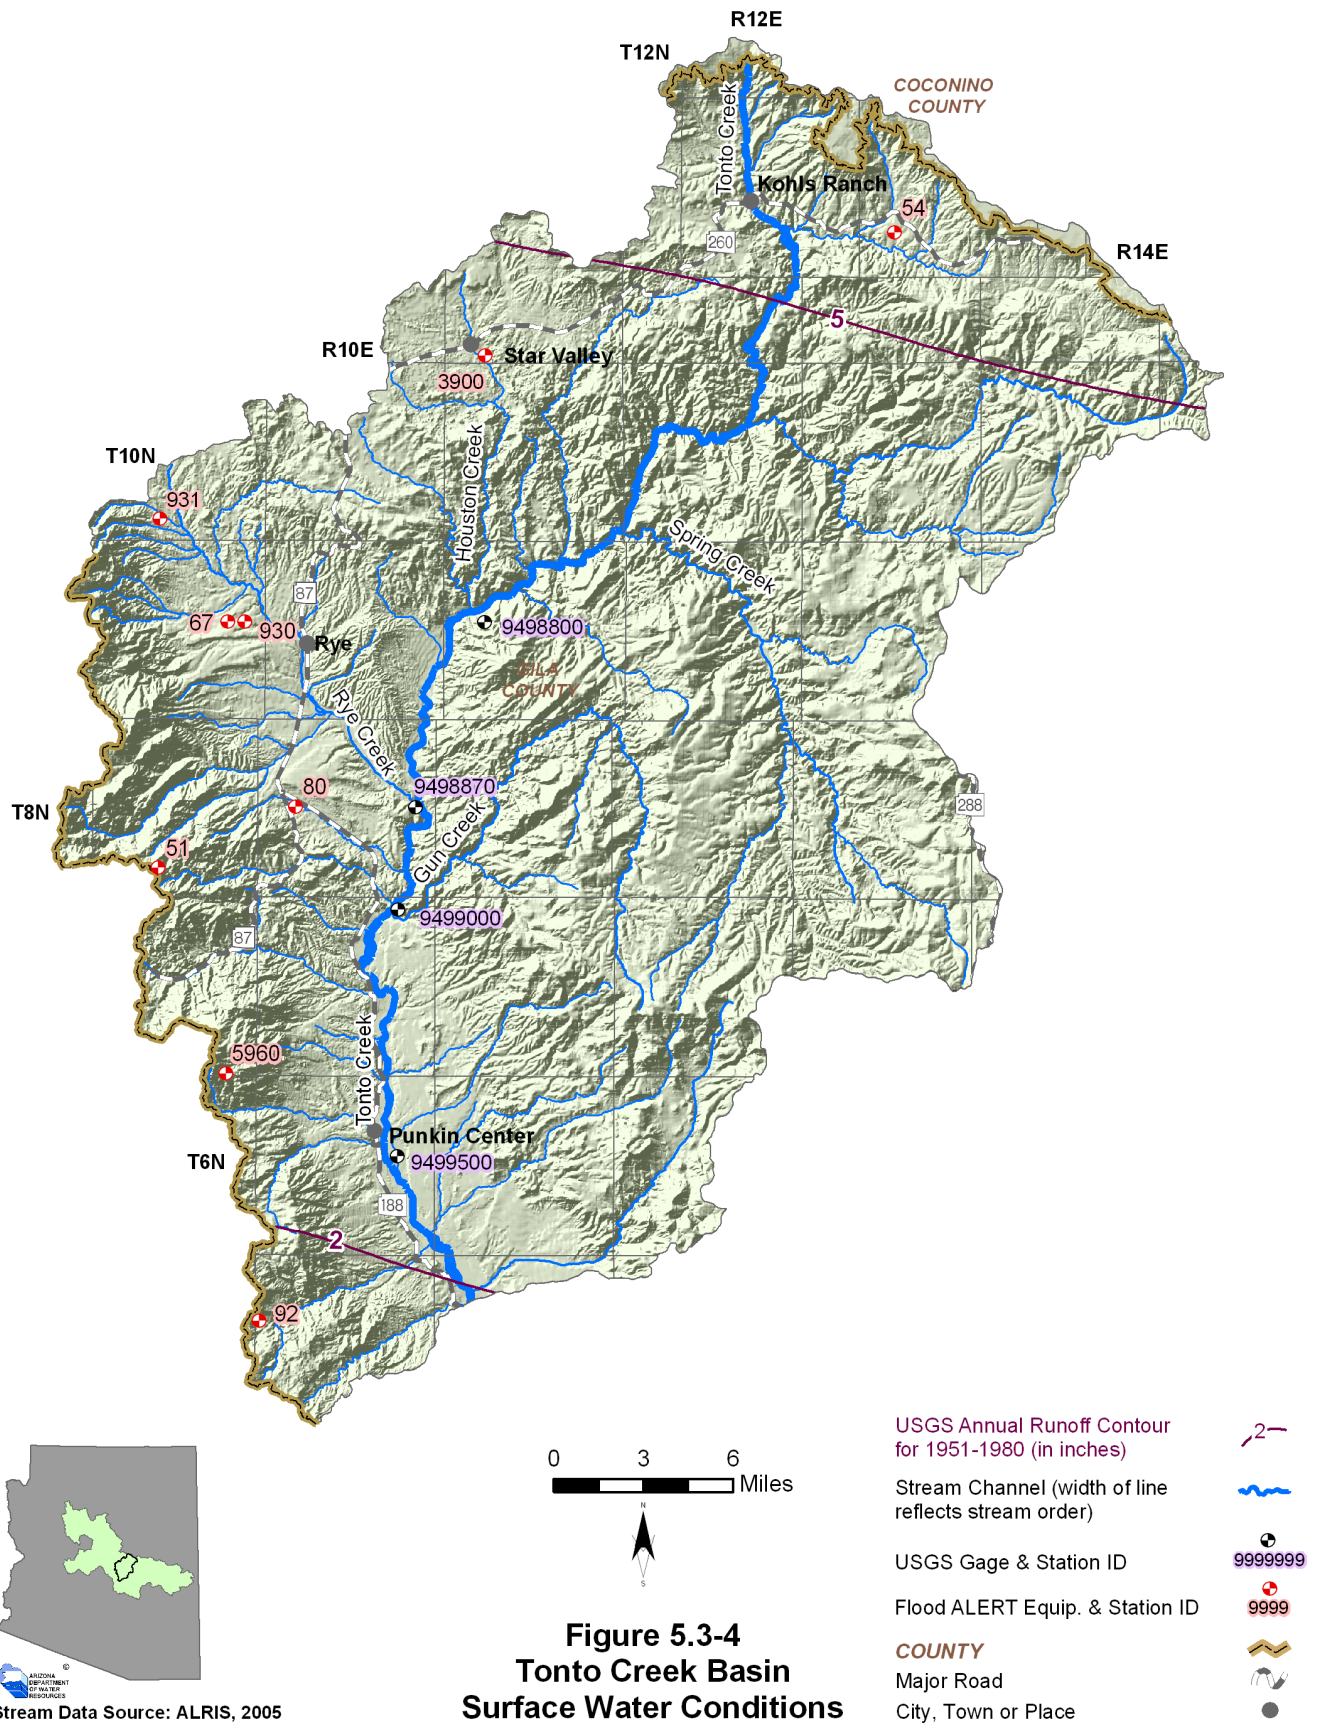 R12E
T12N
COCONINO
COUNTY
Tonto Creek
Kohls Ranch
54
260
R14E
5
R10E
Star Valley
3900
T10N
931
Houston Creek
Spring Creek
87
67
930
9498800
Rye
GILA
COUNTY
Rye Creek
80
9498870
T8N
288
Gun Creek
51
9499000
87
Tonto Creek
5960
Punkin Center
9499500
T6N
188
2
92
0 3 6
Miles
N
S
USGS Annual Runoff Contour
for 1951-1980 (in inches)
2
Stream Channel (width of line
reflects stream order)
USGS Gage & Station ID
9999999
Flood ALERT Equip. & Station ID
9999
COUNTY
Major Road
City, Town or Place
Figure 5.3-4
Tonto Creek Basin
Surface Water Conditions
©
ARIZONA
DEPARTMENT
OF WATER
RESOURCES
Stream Data Source: ALRIS, 2005